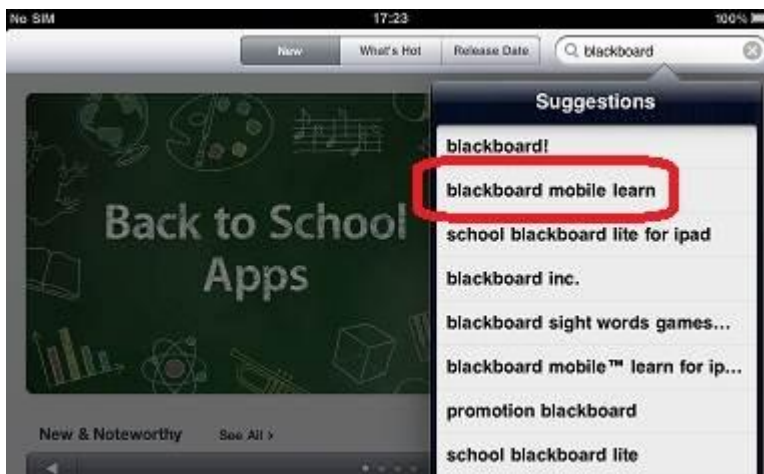 No SIM 17:23 100%
New What's Hot Release Date blackboard
Suggestions
blackboard!
blackboard mobile learn
school blackboard lite for ipad
blackboard inc.
blackboard sight words games...
blackboard mobile™ learn for ip...
promotion blackboard
school blackboard lite
Back to School
Apps
New & Noteworthy See All >